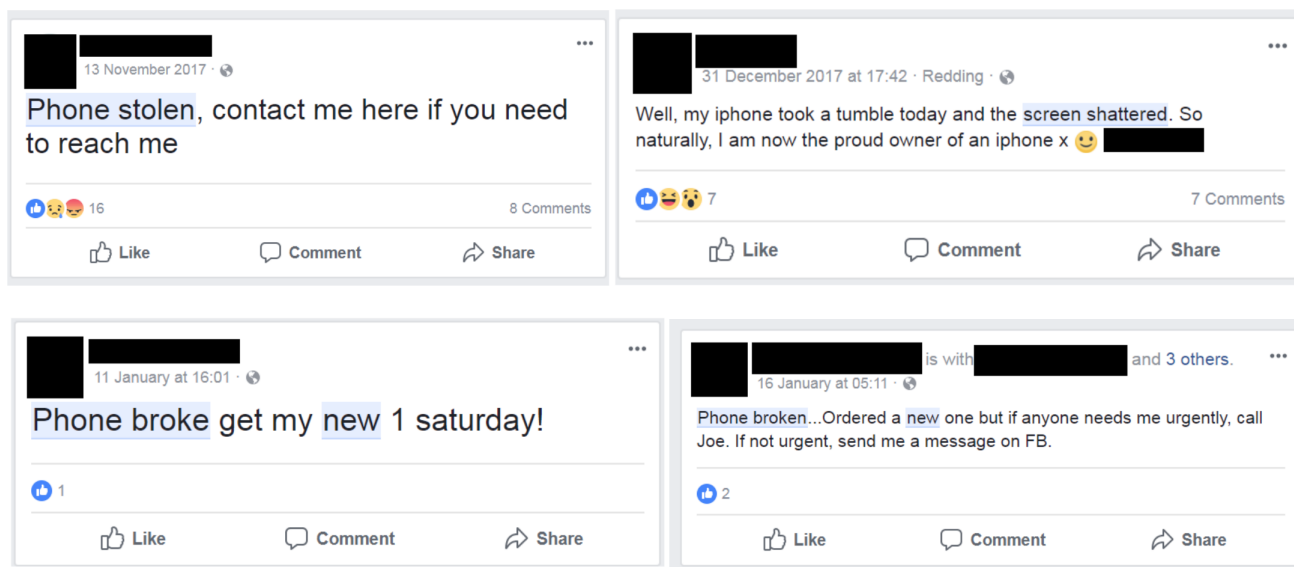 13 November 2017 ·
Phone stolen, contact me here if you need
to reach me
16
8 Comments
Like Comment Share
31 December 2017 at 17:42 · Redding ·
Well, my iphone took a tumble today and the screen shattered. So
naturally, I am now the proud owner of an iphone x
7
7 Comments
Like Comment Share
11 January at 16:01 ·
Phone broke get my new 1 saturday!
1
Like Comment Share
is with and 3 others.
16 January at 05:11 ·
Phone broken...Ordered a new one but if anyone needs me urgently, call
Joe. If not urgent, send me a message on FB.
2
Like Comment Share